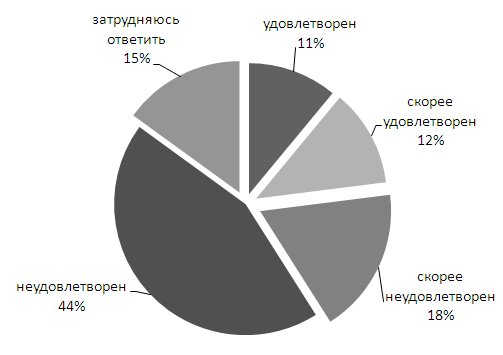 затрудняюсь
ответить
15%
удовлетворен
11%
скорее
удовлетворен
12%
скорее
неудовлетворен
18%
неудовлетворен
44%